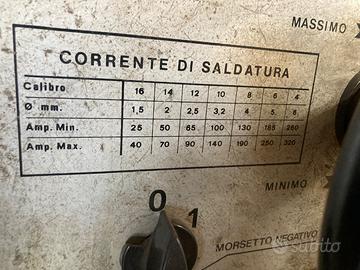 MASSIMO
CORRENTE DI SALDATURA
Calibro 16 14 12 10 8 6 4
Ø mm. 1,5 2 2,5 3,2 4 5 6
Amp. Min. 25 50 65 100 130 185 260
Amp. Max. 40 70 90 140 190 250 320
MINIMO
0 1
MORSETTO NEGATIVO
subito